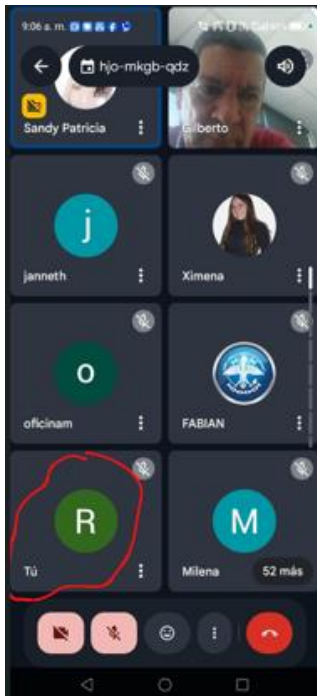 9:06 a. m.
hjo-mkgb-qdz
Sandy Patricia
Gilberto
j
janneth
Ximena
o
oficinam
FABIAN
R
Tú
M
Milena
52 más